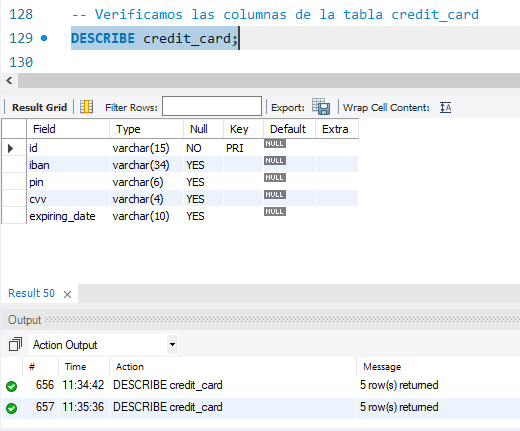 128 -- Verificamos las columnas de la tabla credit_card
129 DESCRIBE credit_card;
130
Result Grid Filter Rows: Export: Wrap Cell Content: IA
Field Type Null Key Default Extra
id varchar(15) NO PRI NULL
iban varchar(34) YES NULL
pin varchar(6) YES NULL
cvv varchar(4) YES NULL
expiring_date varchar(10) YES NULL
Result 50
Output
Action Output
# Time Action Message
656 11:34:42 DESCRIBE credit_card 5 row(s) returned
657 11:35:36 DESCRIBE credit_card 5 row(s) returned